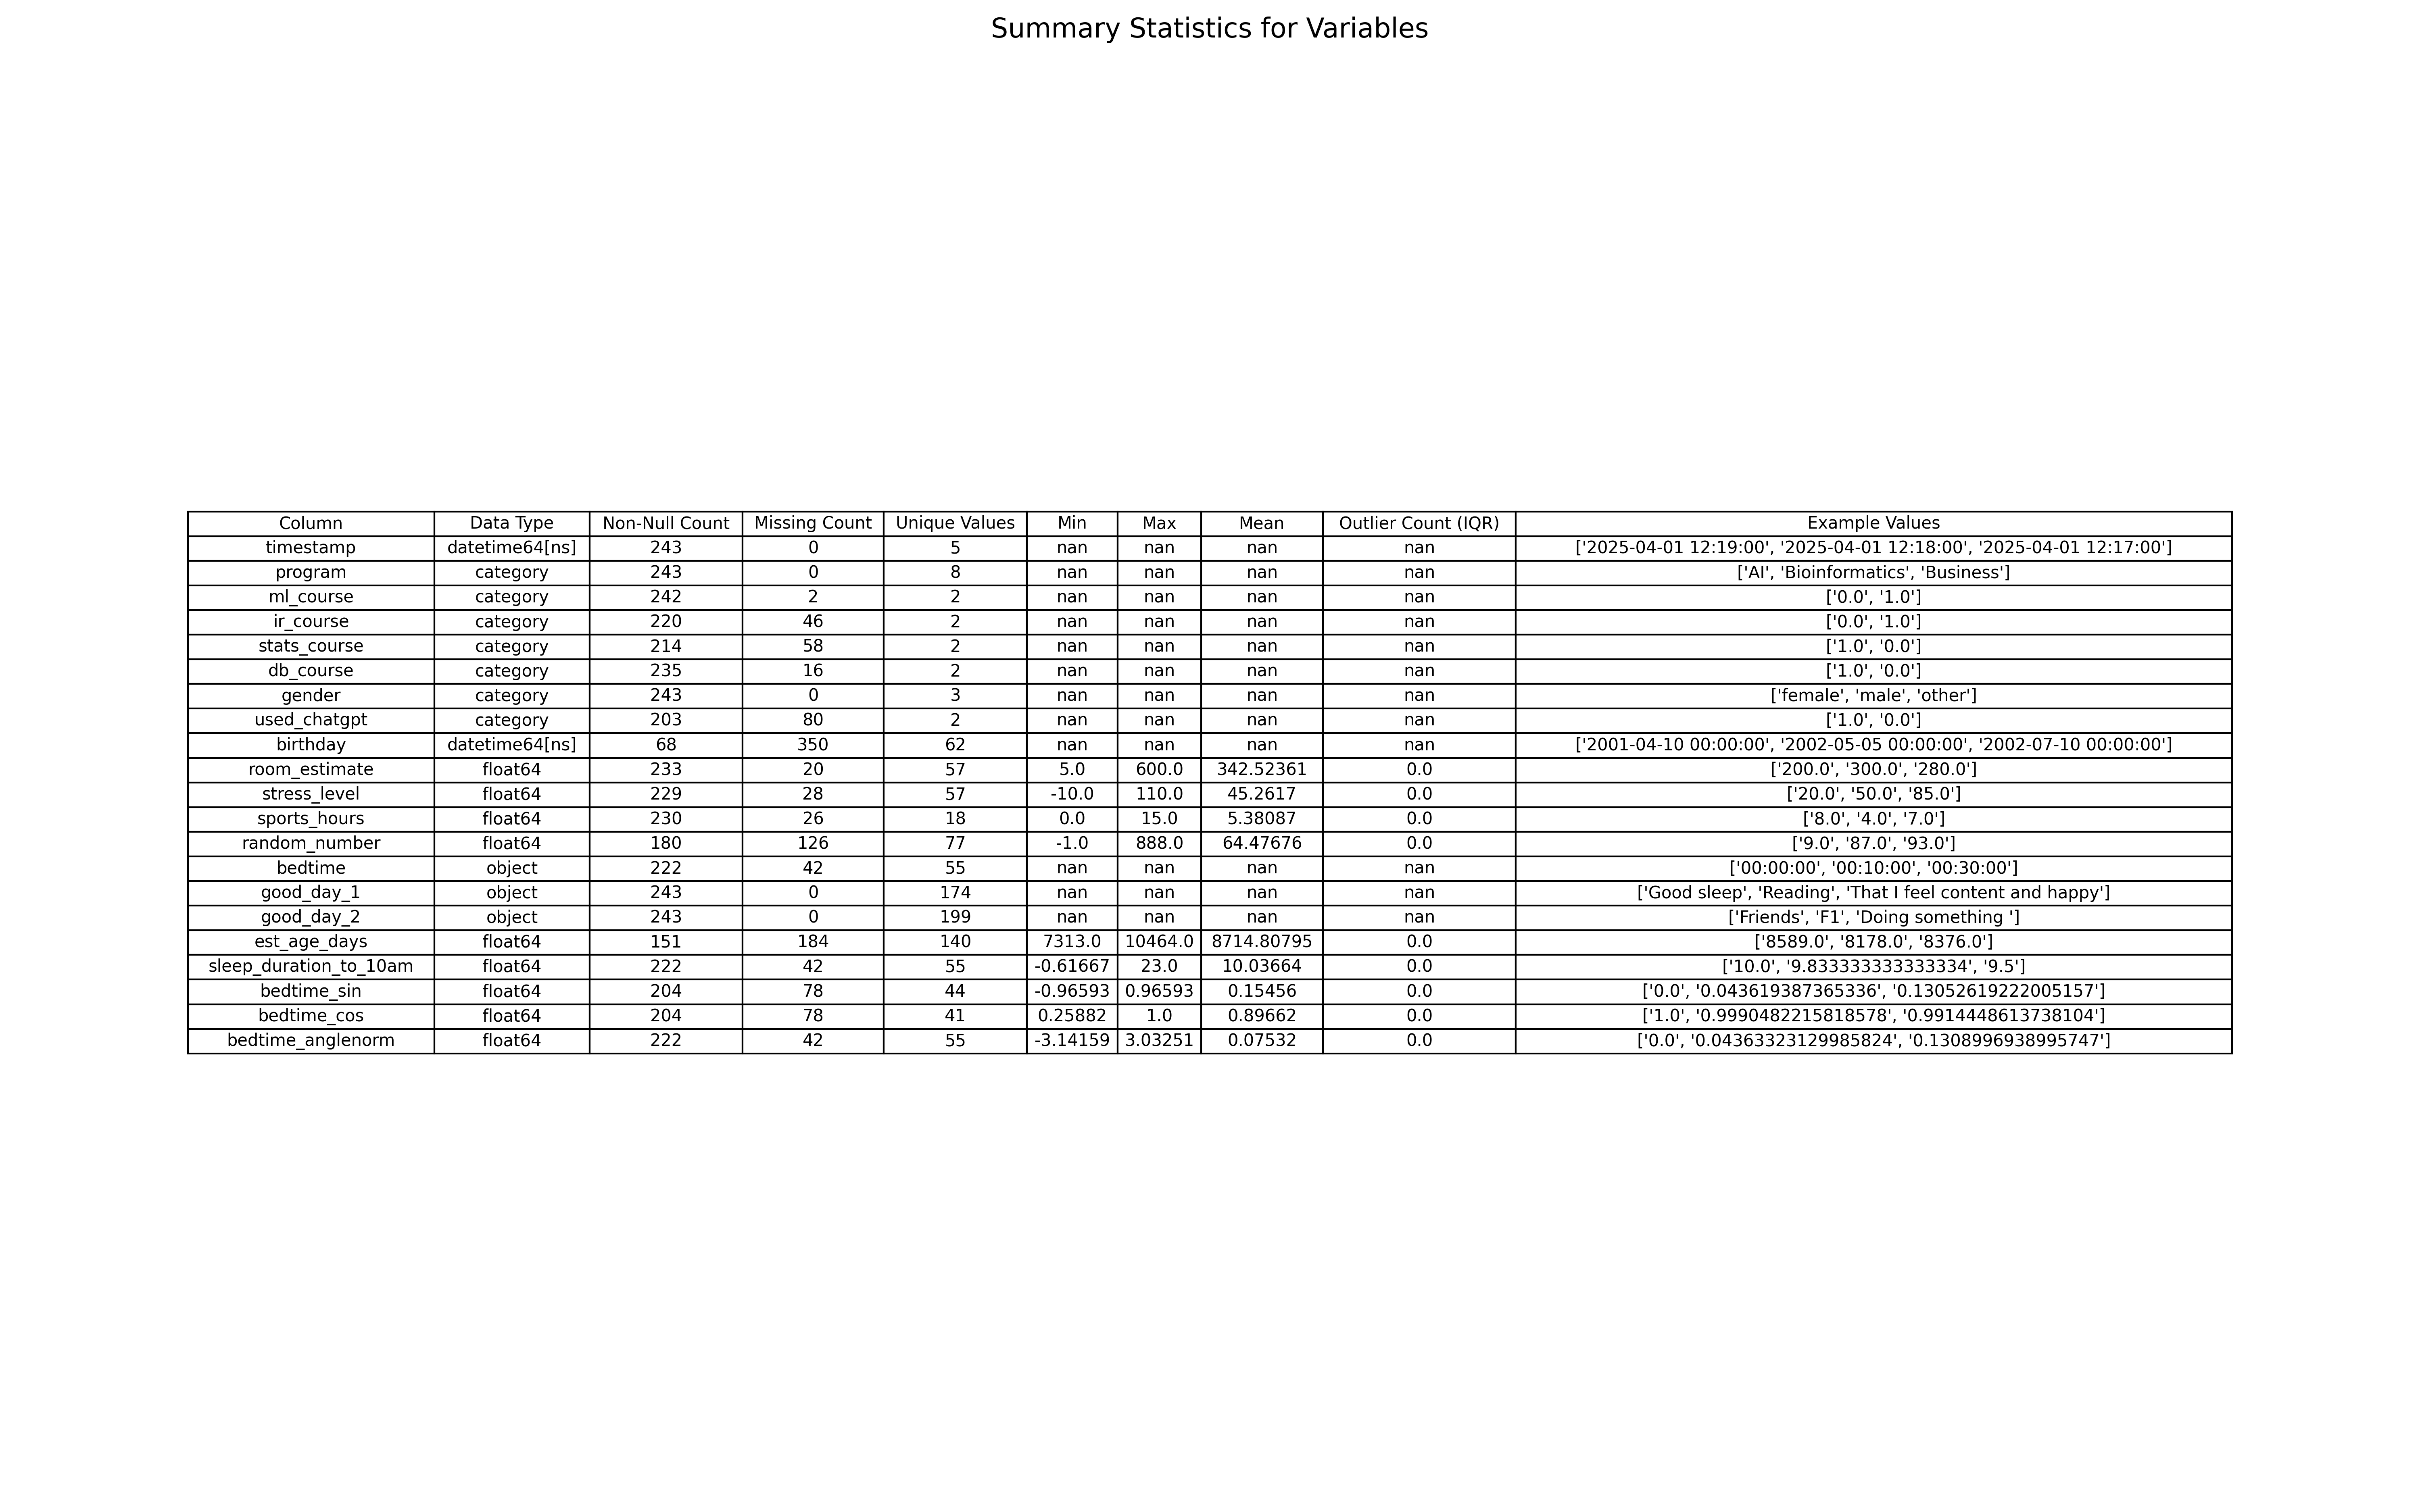 Summary Statistics for Variables
Column Data Type Non-Null Count Missing Count Unique Values Min Max Mean Outlier Count (IQR) Example Values
timestamp datetime64[ns] 243 0 5 nan nan nan nan ['2025-04-01 12:19:00', '2025-04-01 12:18:00', '2025-04-01 12:17:00']
program category 243 0 8 nan nan nan nan ['AI', 'Bioinformatics', 'Business']
ml_course category 242 2 2 nan nan nan nan ['0.0', '1.0']
ir_course category 220 46 2 nan nan nan nan ['0.0', '1.0']
stats_course category 214 58 2 nan nan nan nan ['1.0', '0.0']
db_course category 235 16 2 nan nan nan nan ['1.0', '0.0']
gender category 243 0 3 nan nan nan nan ['female', 'male', 'other']
used_chatgpt category 203 80 2 nan nan nan nan ['1.0', '0.0']
birthday datetime64[ns] 68 350 62 nan nan nan nan ['2001-04-10 00:00:00', '2002-05-05 00:00:00', '2002-07-10 00:00:00']
room_estimate float64 233 20 57 5.0 600.0 342.52361 0.0 ['200.0', '300.0', '280.0']
stress_level float64 229 28 57 -10.0 110.0 45.2617 0.0 ['20.0', '50.0', '85.0']
sports_hours float64 230 26 18 0.0 15.0 5.38087 0.0 ['8.0', '4.0', '7.0']
random_number float64 180 126 77 -1.0 888.0 64.47676 0.0 ['9.0', '87.0', '93.0']
bedtime object 222 42 55 nan nan nan nan ['00:00:00', '00:10:00', '00:30:00']
good_day_1 object 243 0 174 nan nan nan nan ['Good sleep', 'Reading', 'That I feel content and happy']
good_day_2 object 243 0 199 nan nan nan nan ['Friends', 'F1', 'Doing something ']
est_age_days float64 151 184 140 7313.0 10464.0 8714.80795 0.0 ['8589.0', '8178.0', '8376.0']
sleep_duration_to_10am float64 222 42 55 -0.61667 23.0 10.03664 0.0 ['10.0', '9.833333333333334', '9.5']
bedtime_sin float64 204 78 44 -0.96593 0.96593 0.15456 0.0 ['0.0', '0.043619387365336', '0.13052619222005157']
bedtime_cos float64 204 78 41 0.25882 1.0 0.89662 0.0 ['1.0', '0.9990482215818578', '0.9914448613738104']
bedtime_anglenorm float64 222 42 55 -3.14159 3.03251 0.07532 0.0 ['0.0', '0.04363323129985824', '0.1308996938995747']